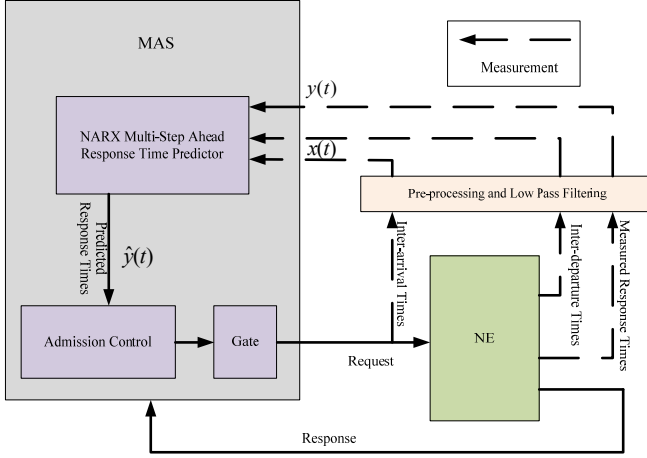 MAS
Measurement
y(t)
NARX Multi-Step Ahead
Response Time Predictor
x(t)
Pre-processing and Low Pass Filtering
Predicted
Response Times
ŷ(t)
Inter-arrival Times
Inter-departure Times
Measured Response Times
Admission Control
Gate
NE
Request
Response